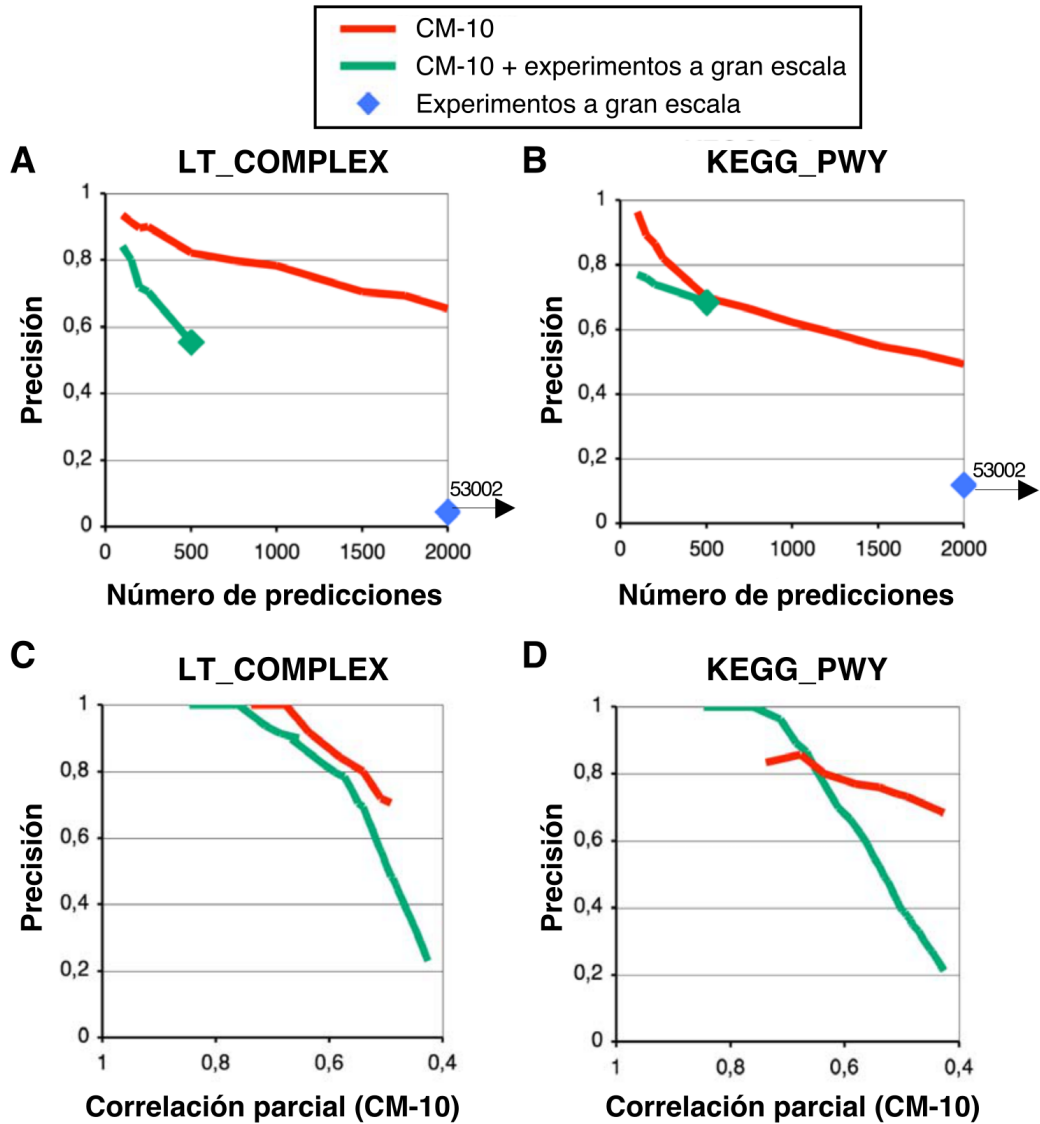 CM-10
CM-10 + experimentos a gran escala
Experimentos a gran escala
A
LT_COMPLEX
Precisión
1
0,8
0,6
0,4
0,2
0
0 500 1000 1500 2000
53002
Número de predicciones
B
KEGG_PWY
Precisión
1
0,8
0,6
0,4
0,2
0
0 500 1000 1500 2000
53002
Número de predicciones
C
LT_COMPLEX
Precisión
1
0,8
0,6
0,4
0,2
0
1 0,8 0,6 0,4
Correlación parcial (CM-10)
D
KEGG_PWY
Precisión
1
0,8
0,6
0,4
0,2
0
1 0,8 0,6 0,4
Correlación parcial (CM-10)